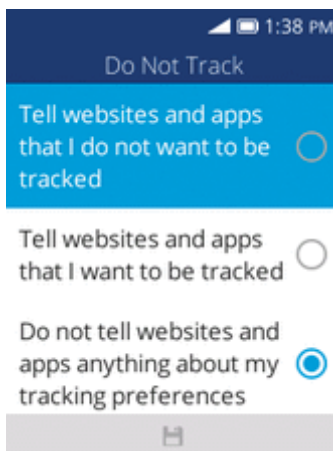 1:38 PM
Do Not Track
Tell websites and apps
that I do not want to be
tracked
Tell websites and apps
that I want to be tracked
Do not tell websites and
apps anything about my
tracking preferences